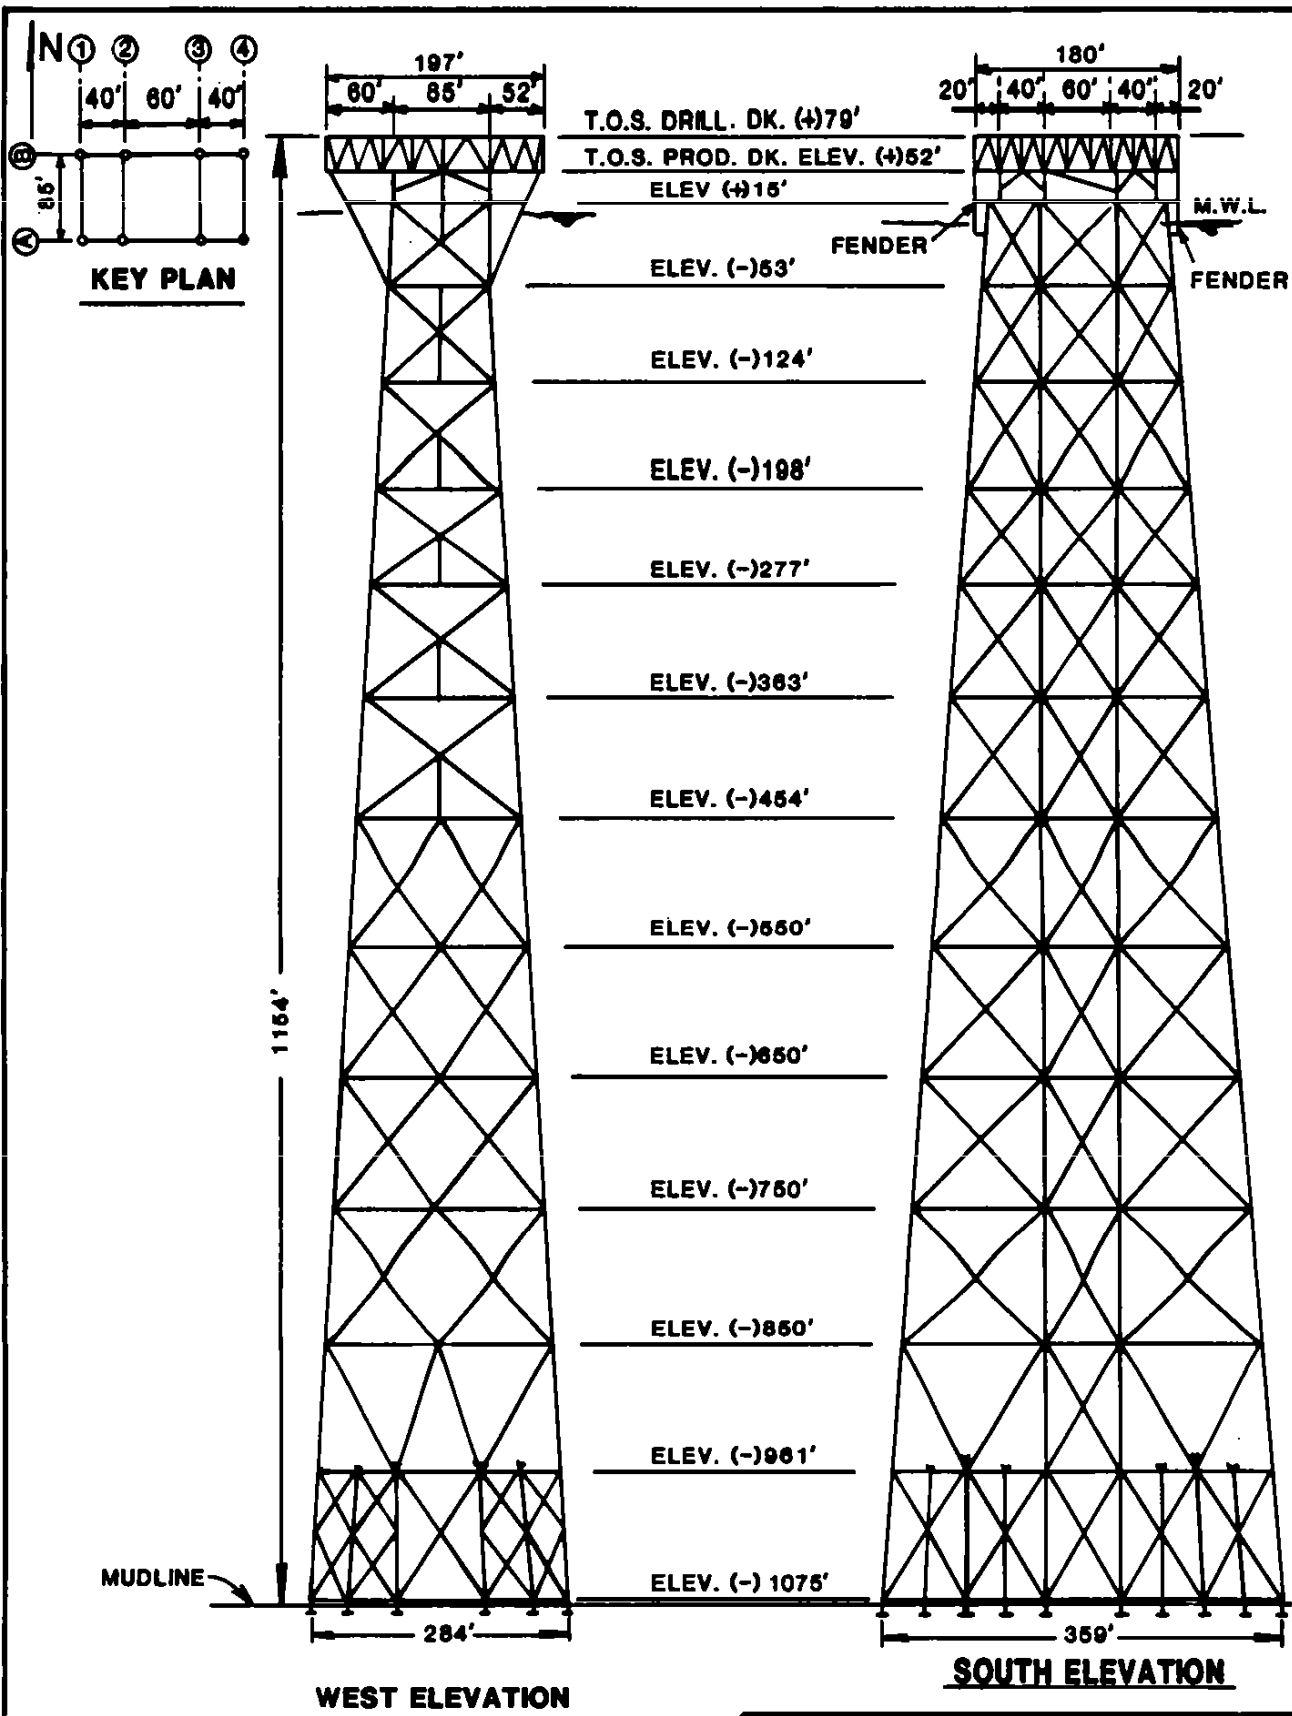 N 1 2 3 4
40' 60' 40'
B
85'
A
KEY PLAN
197'
60' 85' 52'
180'
20' 40' 60' 40' 20'
T.O.S. DRILL. DK. (+)79'
T.O.S. PROD. DK. ELEV. (+)52'
ELEV (+)15'
M.W.L.
FENDER
FENDER
ELEV. (-)53'
ELEV. (-)124'
ELEV. (-)198'
ELEV. (-)277'
ELEV. (-)363'
ELEV. (-)454'
ELEV. (-)550'
ELEV. (-)650'
ELEV. (-)750'
ELEV. (-)850'
ELEV. (-)961'
ELEV. (-) 1075'
1154'
MUDLINE
284'
359'
WEST ELEVATION
SOUTH ELEVATION